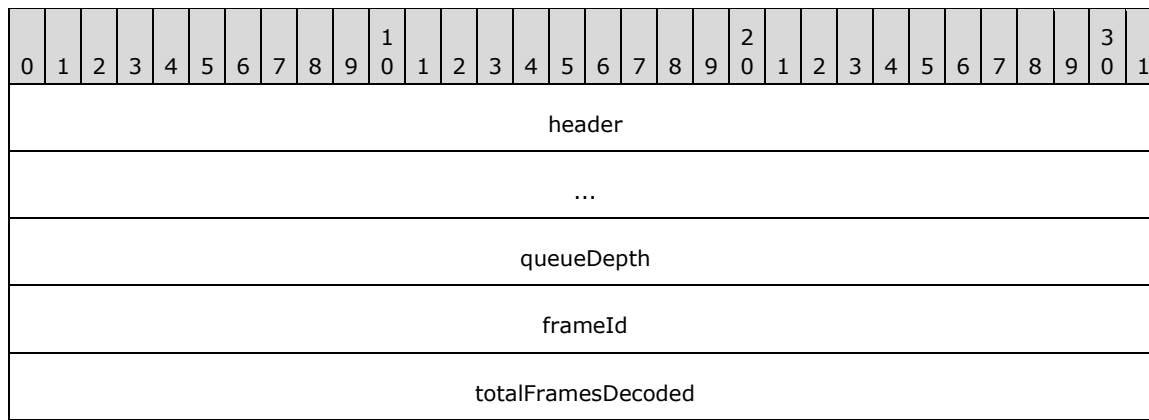 1 2 3
0 1 2 3 4 5 6 7 8 9 0 1 2 3 4 5 6 7 8 9 0 1 2 3 4 5 6 7 8 9 0 1
header
...
queueDepth
frameId
totalFramesDecoded